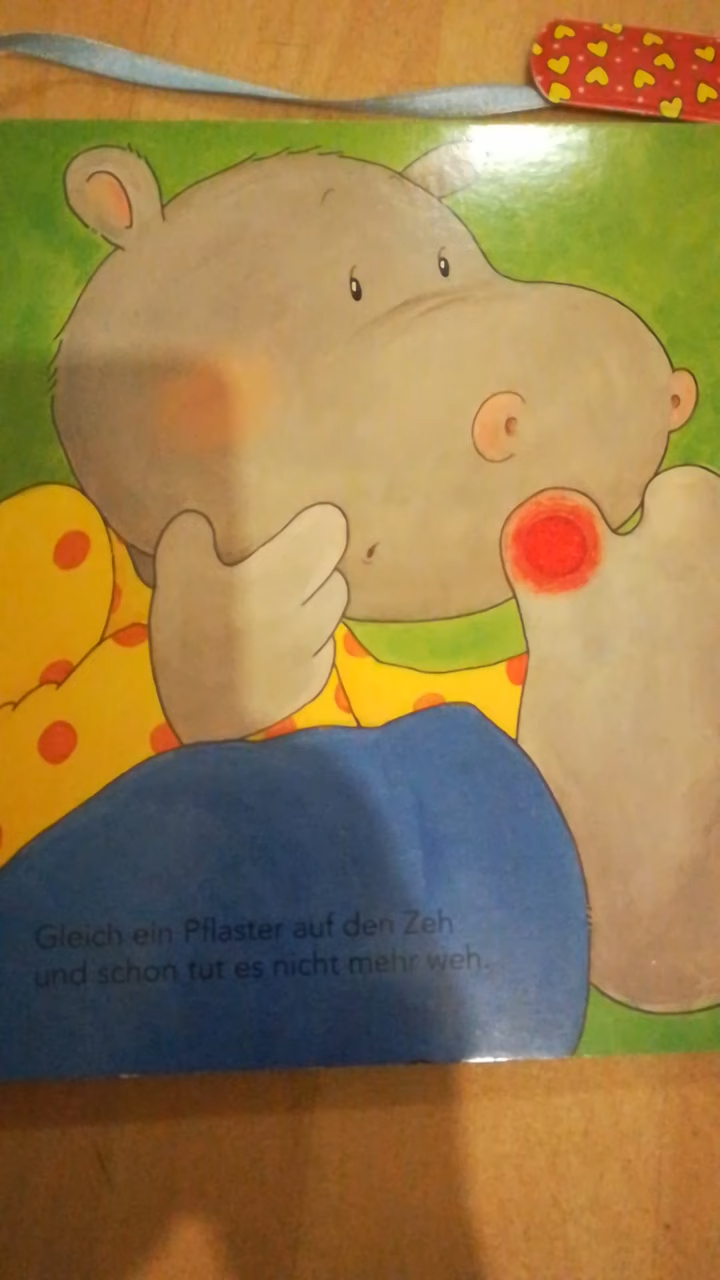 Gleich ein Pflaster auf den Zeh
und schon tut es nicht mehr weh.